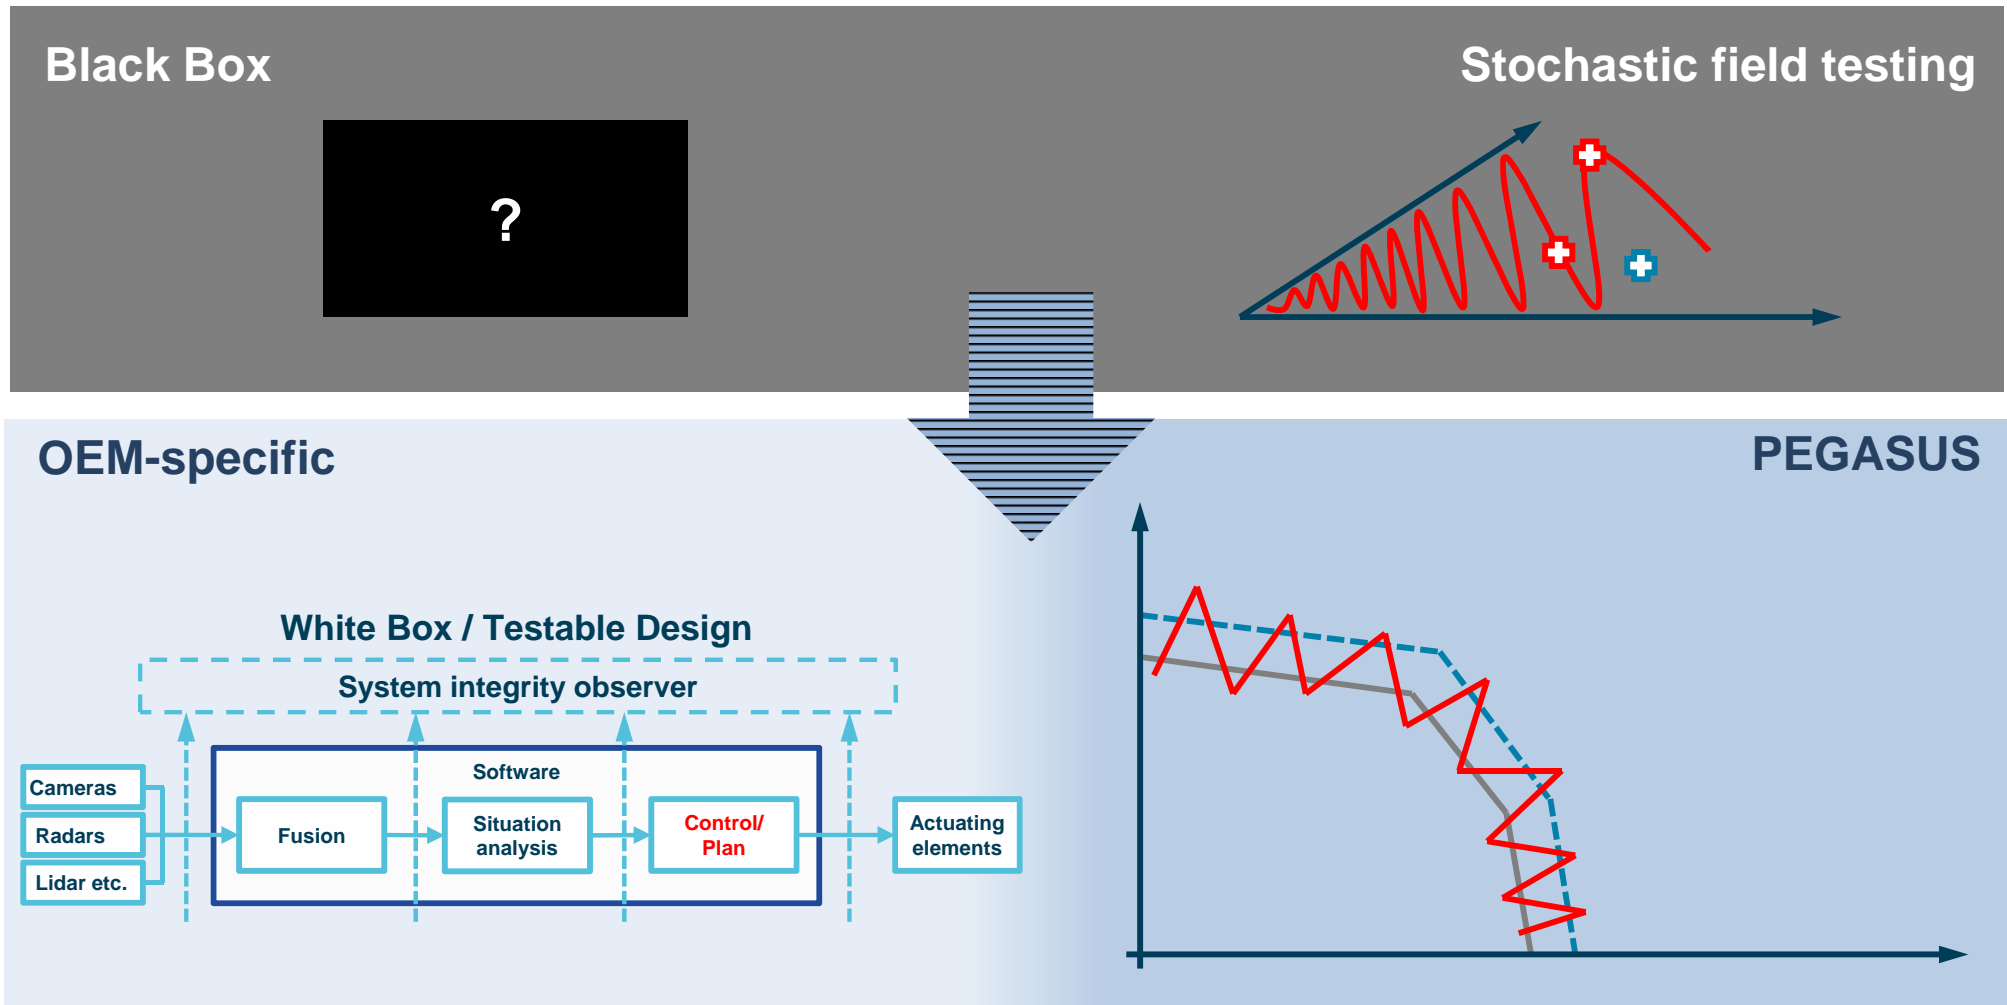 Black Box
Stochastic field testing
?
OEM-specific
PEGASUS
White Box / Testable Design
System integrity observer
Software
Cameras
Radars
Lidar etc.
Fusion
Situation
analysis
Control/
Plan
Actuating
elements